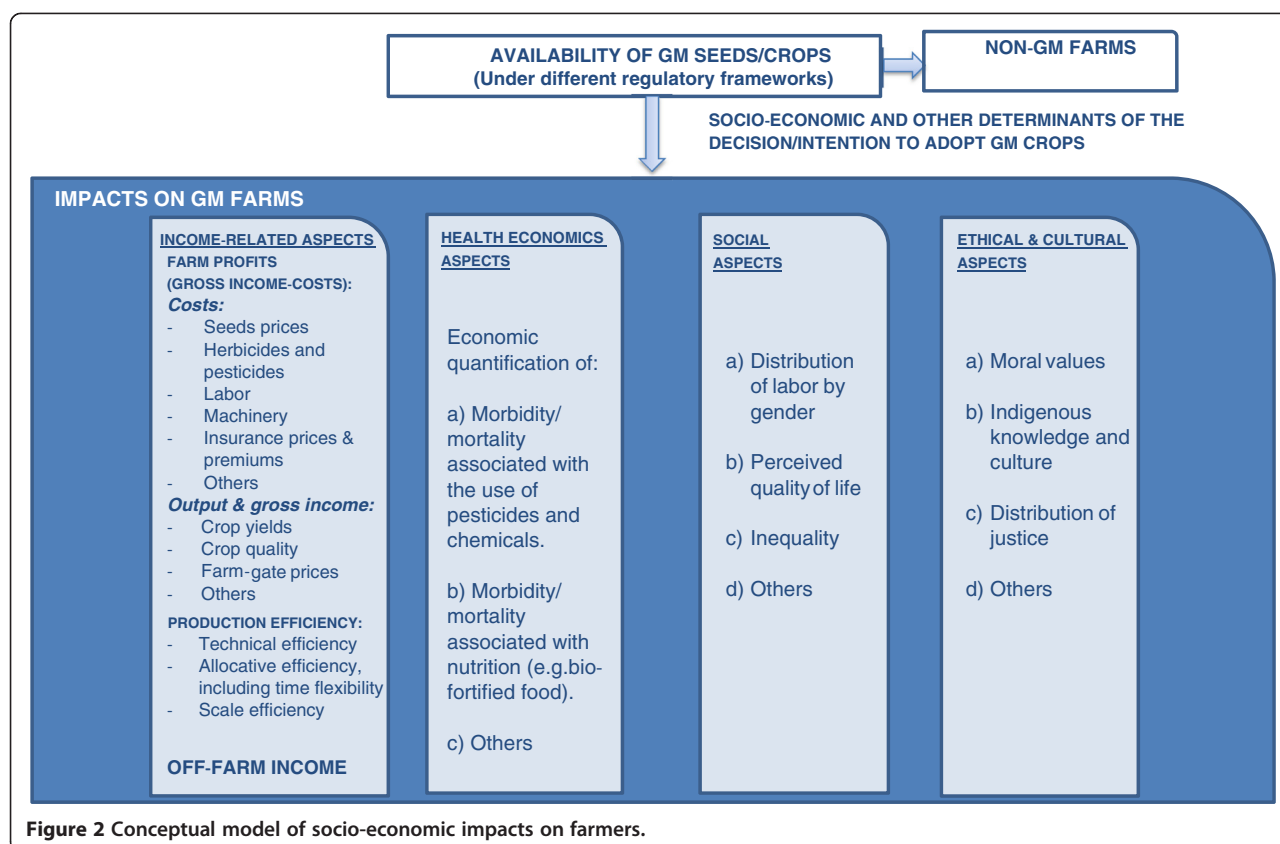 AVAILABILITY OF GM SEEDS/CROPS
(Under different regulatory frameworks)
NON-GM FARMS
SOCIO-ECONOMIC AND OTHER DETERMINANTS OF THE
DECISION/INTENTION TO ADOPT GM CROPS
IMPACTS ON GM FARMS
INCOME-RELATED ASPECTS
FARM PROFITS
(GROSS INCOME-COSTS):
Costs:
- Seeds prices
- Herbicides and
pesticides
- Labor
- Machinery
- Insurance prices &
premiums
- Others
Output & gross income:
- Crop yields
- Crop quality
- Farm-gate prices
- Others
PRODUCTION EFFICIENCY:
- Technical efficiency
- Allocative efficiency,
including time flexibility
- Scale efficiency
OFF-FARM INCOME
HEALTH ECONOMICS
ASPECTS
Economic
quantification of:
a) Morbidity/
mortality
associated with
the use of
pesticides and
chemicals.
b) Morbidity/
mortality
associated with
nutrition (e.g.bio-
fortified food).
c) Others
SOCIAL
ASPECTS
a) Distribution
of labor by
gender
b) Perceived
quality of life
c) Inequality
d) Others
ETHICAL & CULTURAL
ASPECTS
a) Moral values
b) Indigenous
knowledge and
culture
c) Distribution of
justice
d) Others
Figure 2 Conceptual model of socio-economic impacts on farmers.